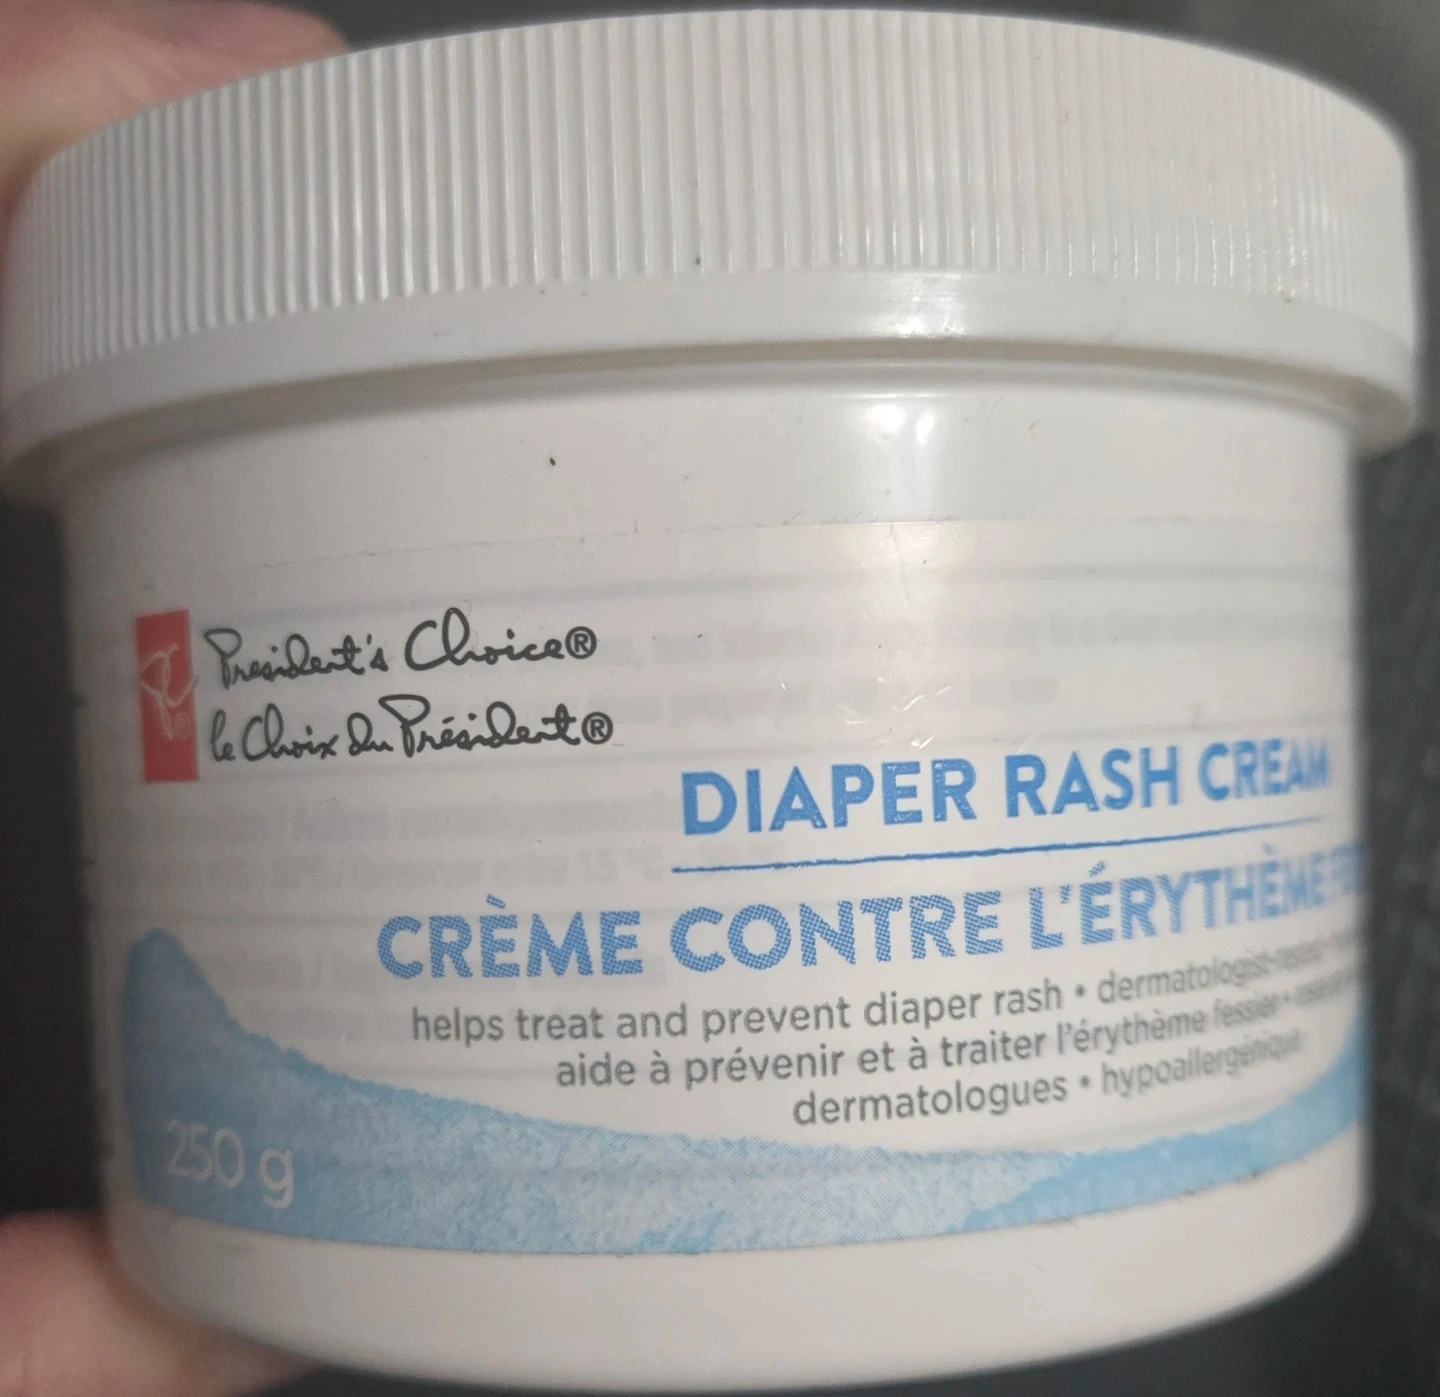 President's Choice®
le Choix du Président®
DIAPER RASH CREAM
CRÈME CONTRE L'ÉRYTHÈME
helps treat and prevent diaper rash • dermatologist-tested
aide à prévenir et à traiter l'érythème fessier •
dermatologues • hypoallergénique
250 g